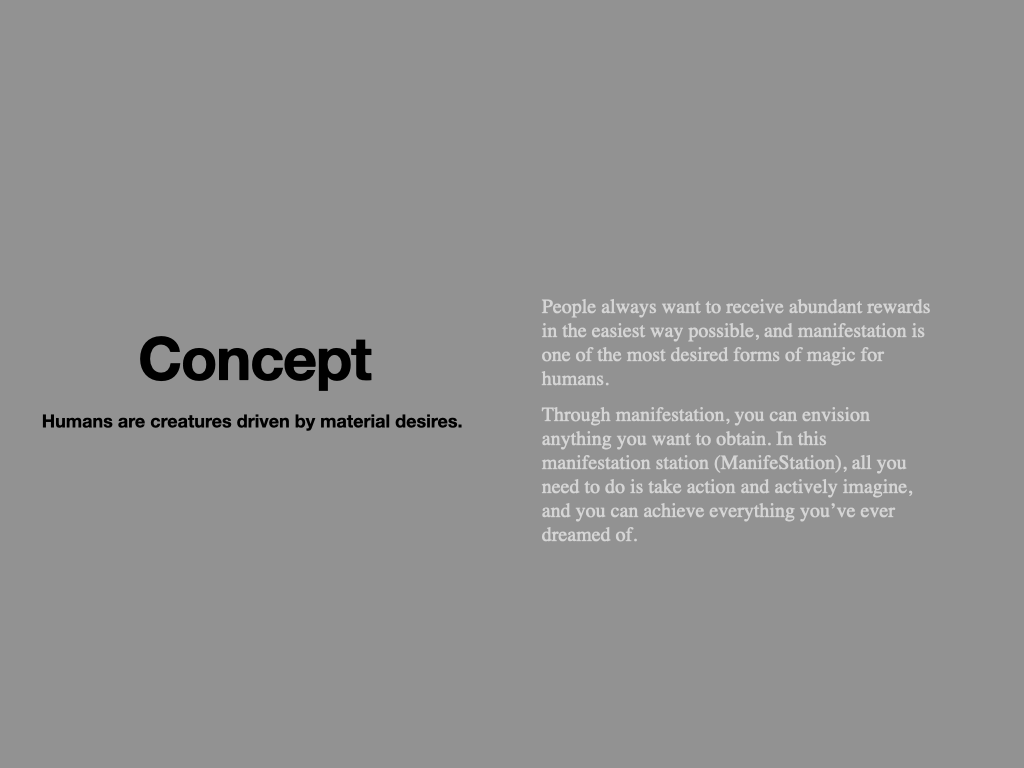 Concept
Humans are creatures driven by material desires.
People always want to receive abundant rewards
in the easiest way possible, and manifestation is
one of the most desired forms of magic for
humans.
Through manifestation, you can envision
anything you want to obtain. In this
manifestation station (ManifeStation), all you
need to do is take action and actively imagine,
and you can achieve everything you’ve ever
dreamed of.